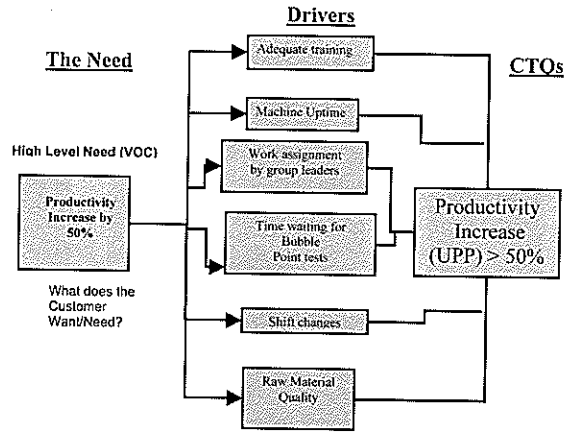 Drivers
The Need
CTQs
Adequate training
Machine Uptime
High Level Need (VOC)
Work assignment
by group leaders
Productivity
Increase by
50%
Productivity
Increase
(UPP) > 50%
Time waiting for
Bubble
Point tests
What does the
Customer
Want/Need?
Shift changes
Raw Material
Quality